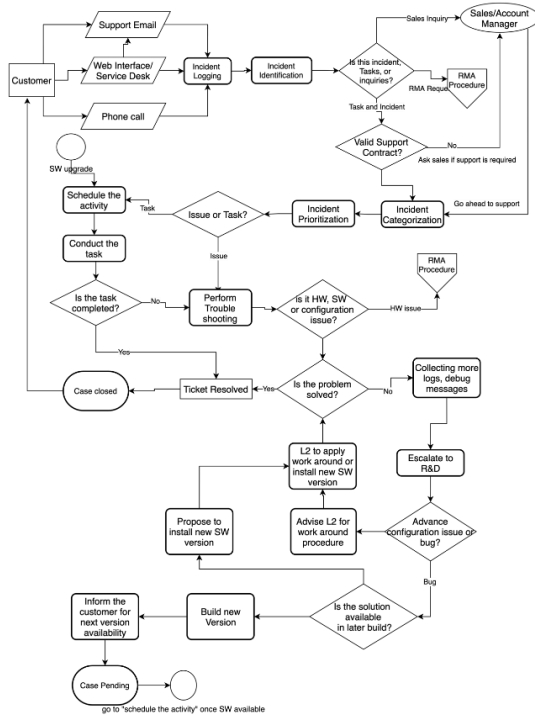 Support Email
Sales Inquiry
Sales/Account
Manager
Customer
Web Interface/
Service Desk
Incident
Logging
Incident
Identification
Is this incident,
Tasks, or
inquiries?
RMA Reque
RMA
Procedure
Phone call
Task and Incident
Valid Support
Contract?
No
Ask sales if support is required
SW upgrade
Schedule the
activity
Task
Issue or Task?
Incident
Prioritization
Incident
Categorization
Go ahead to support
Conduct the
task
Issue
RMA
Procedure
Is the task
completed?
No
Perform
Trouble
shooting
Is it HW, SW
or configuration
issue?
HW issue
Yes
Case closed
Ticket Resolved
Yes
Is the problem
solved?
No
Collecting more
logs, debug
messages
L2 to apply
work around or
install new SW
version
Escalate to
R&D
Propose to
install new SW
version
Advise L2 for
work around
procedure
Advance
configuration issue or
bug?
Bug
Inform the
customer for
next version
availability
Build new
Version
Is the solution
available
in later build?
Case Pending
go to "schedule the activity" once SW available